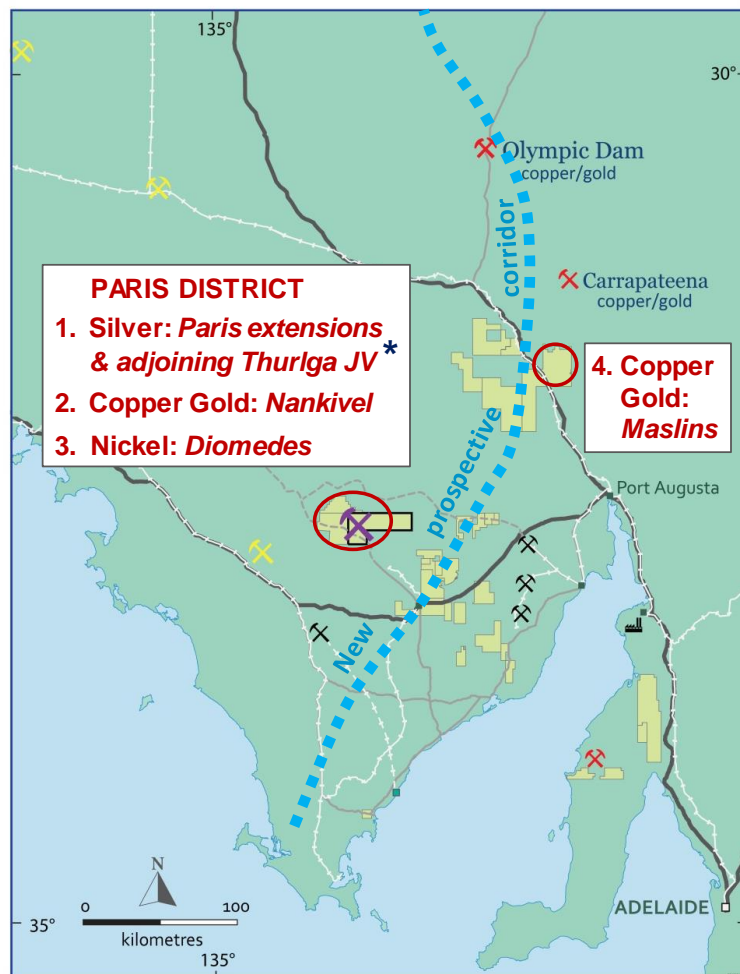 135°
30°
Olympic Dam
copper/gold
corridor
Carrapateena
copper/gold
PARIS DISTRICT
1. Silver: Paris extensions
& adjoining Thurlga JV *
2. Copper Gold: Nankivel
3. Nickel: Diomedes
4. Copper
Gold:
Maslins
prospective
Port Augusta
New
N
0 100
kilometres
35°
135°
ADELAIDE